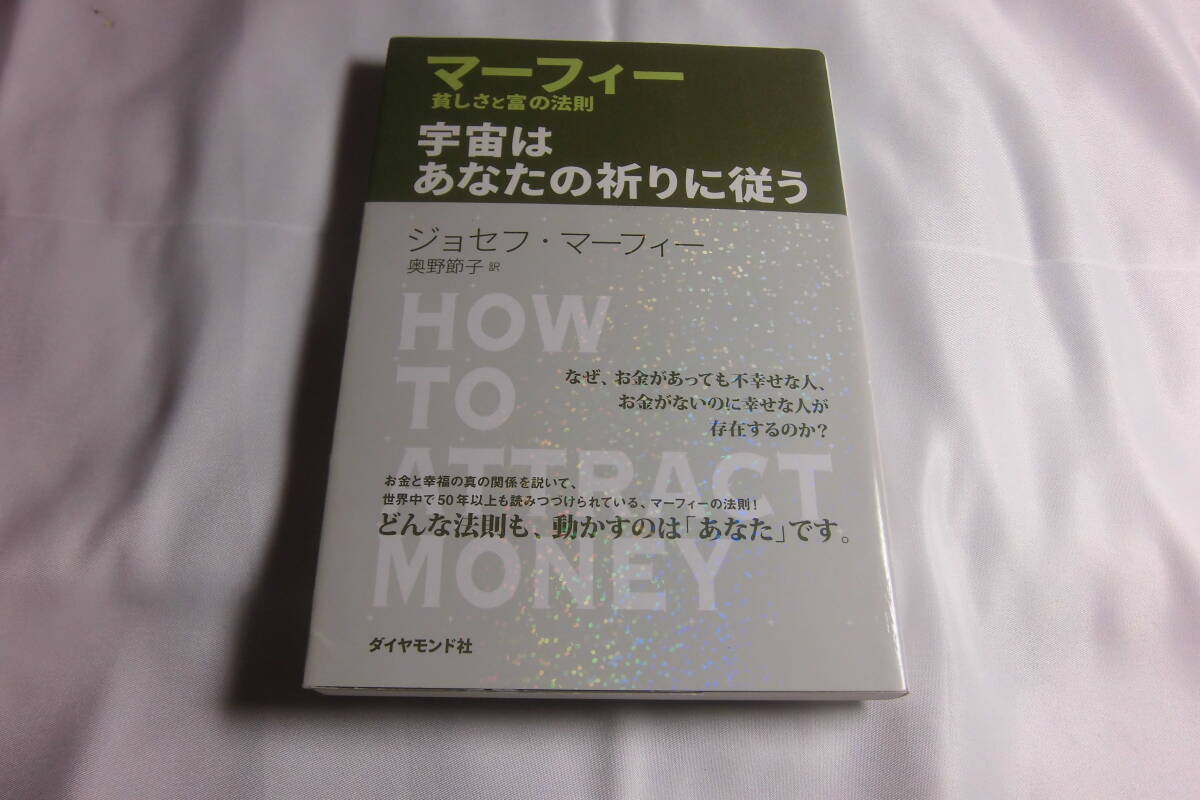 マーフィー
貧しさと富の法則
宇宙は
あなたの祈りに従う
ジョセフ・マーフィー
奥野節子 訳
HOW
TO
ATTRACT
MONEY
なぜ、お金があっても不幸せな人、
お金がないのに幸せな人が
存在するのか?
お金と幸福の真の関係を説いて、
世界中で50年以上も読みつづけられている、マーフィーの法則!
どんな法則も、動かすのは「あなた」です。
ダイヤモンド社